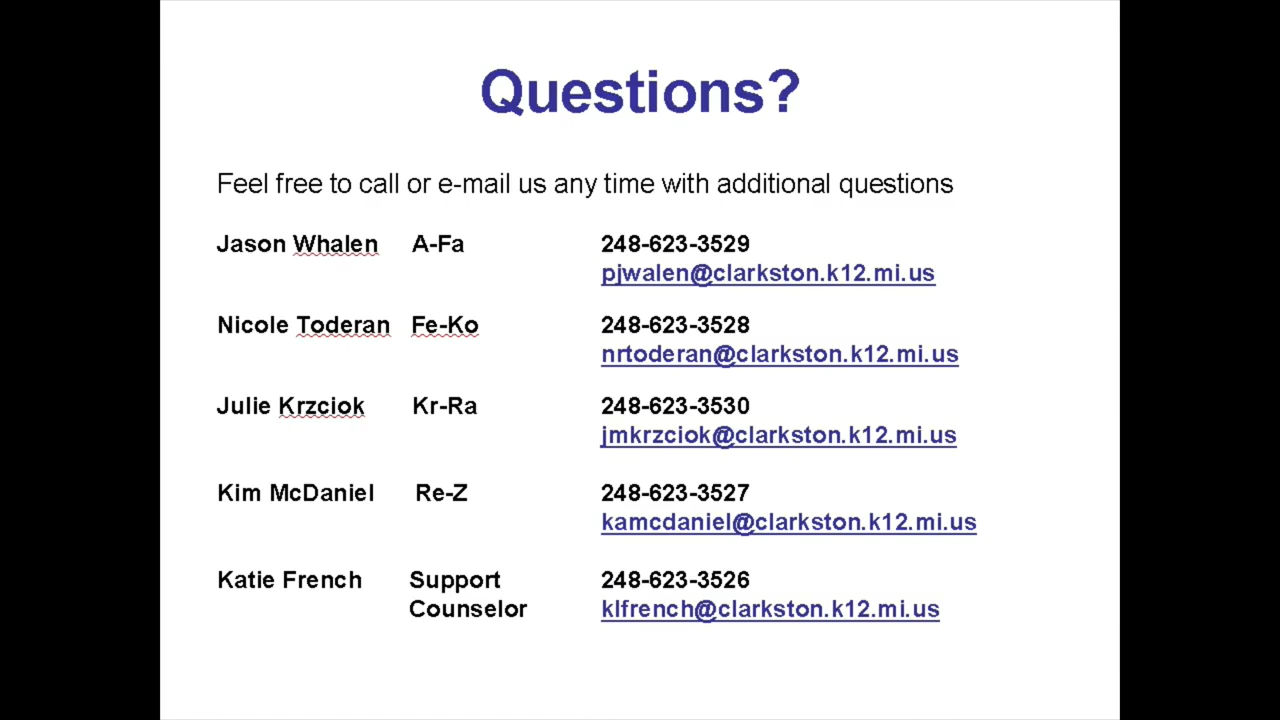 Questions?
Feel free to call or e-mail us any time with additional questions
Jason Whalen A-Fa 248-623-3529
pjwalen@clarkston.k12.mi.us
Nicole Toderan Fe-Ko 248-623-3528
nrtoderan@clarkston.k12.mi.us
Julie Krzciok Kr-Ra 248-623-3530
jmkrzciok@clarkston.k12.mi.us
Kim McDaniel Re-Z 248-623-3527
kamcdaniel@clarkston.k12.mi.us
Katie French Support 248-623-3526
Counselor klfrench@clarkston.k12.mi.us